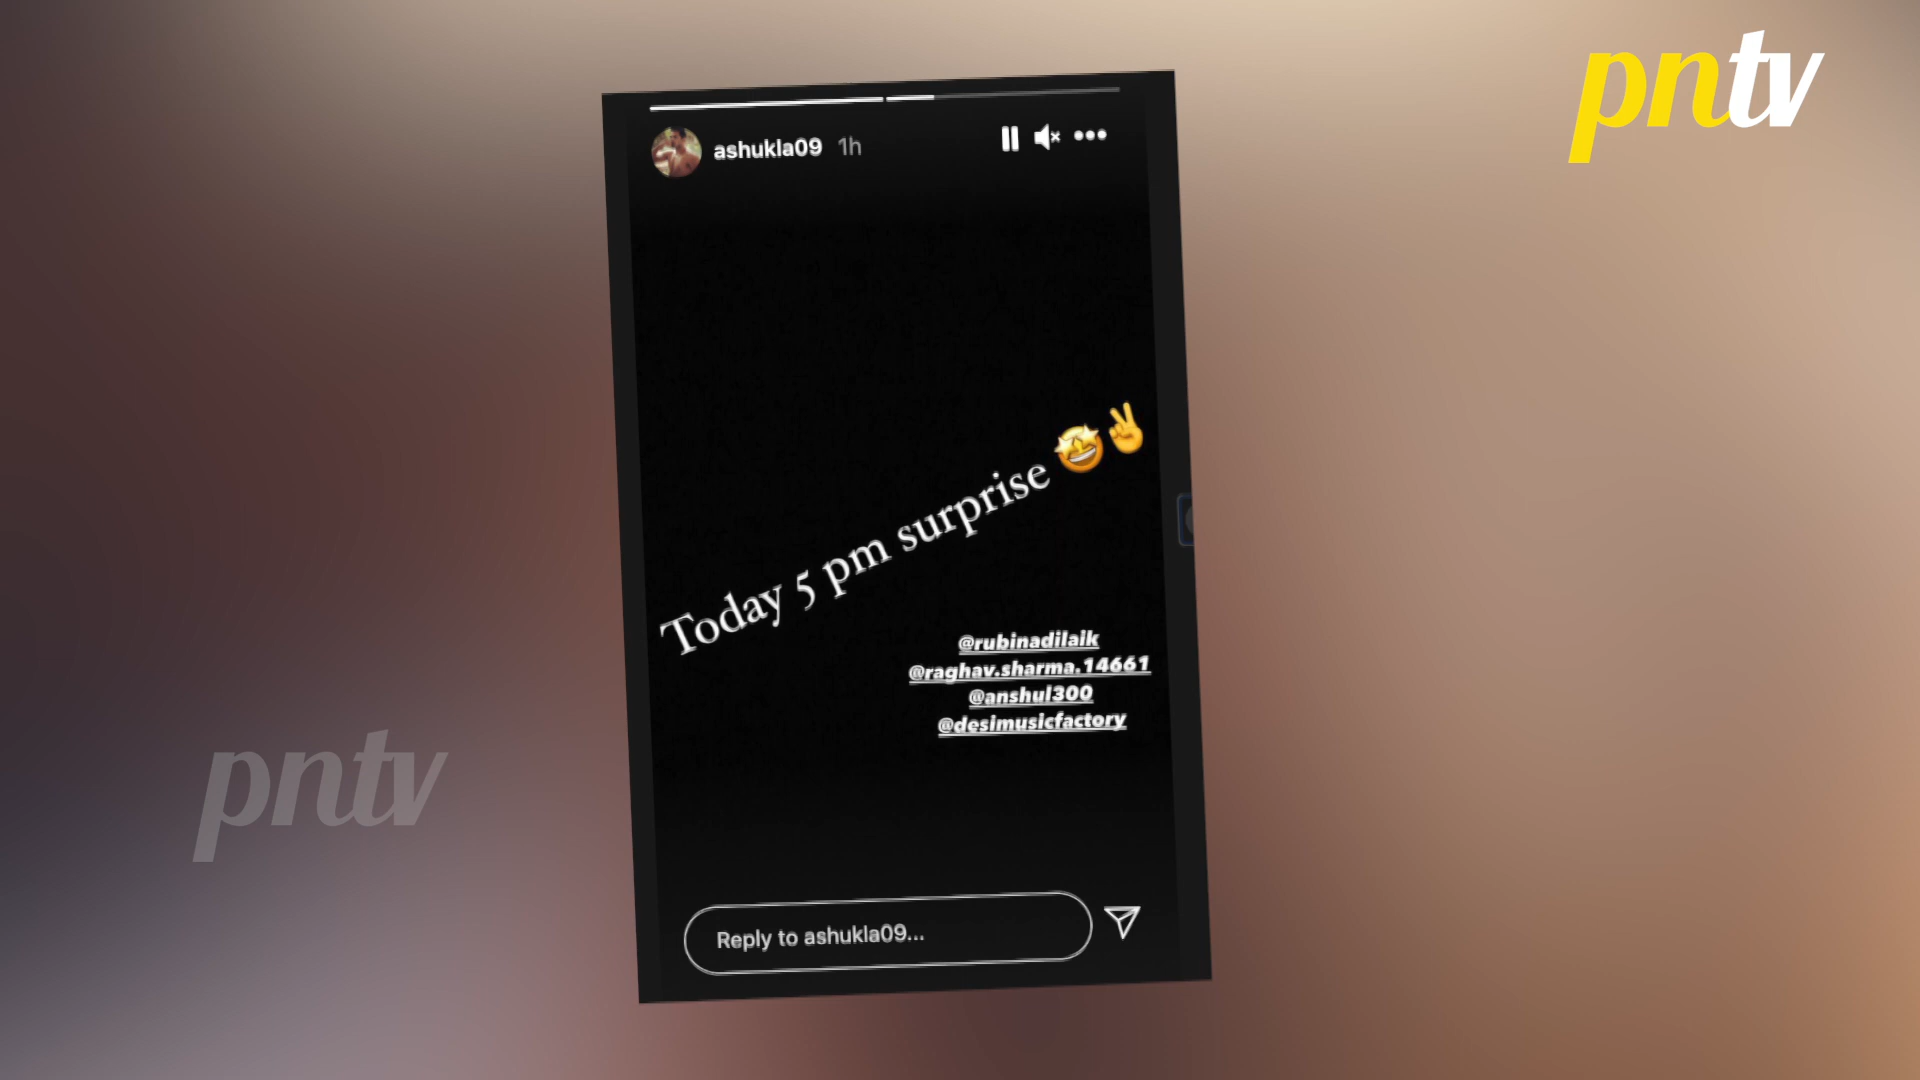 pntv
ashukla09 1h
Today 5 pm surprise 🤩✌
@rubinadilaik
@raghav.sharma.14661
@anshul300
@desimusicfactory
pntv
Reply to ashukla09...